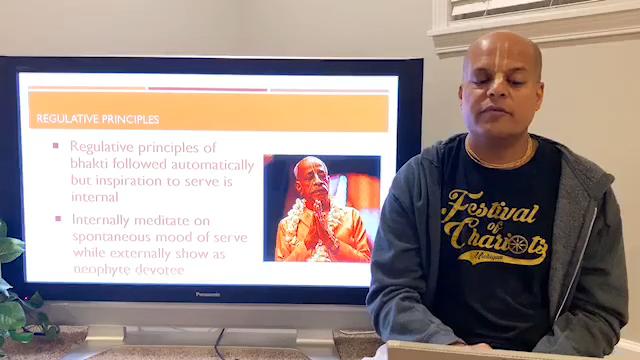 REGULATIVE PRINCIPLES
Regulative principles of
bhakti followed automatically
but inspiration to serve is
internal
Internally meditate on
spontaneous mood of serve
while externally show as
neophyte devotee
Panasonic
Festival
of
Chariots
Michigan